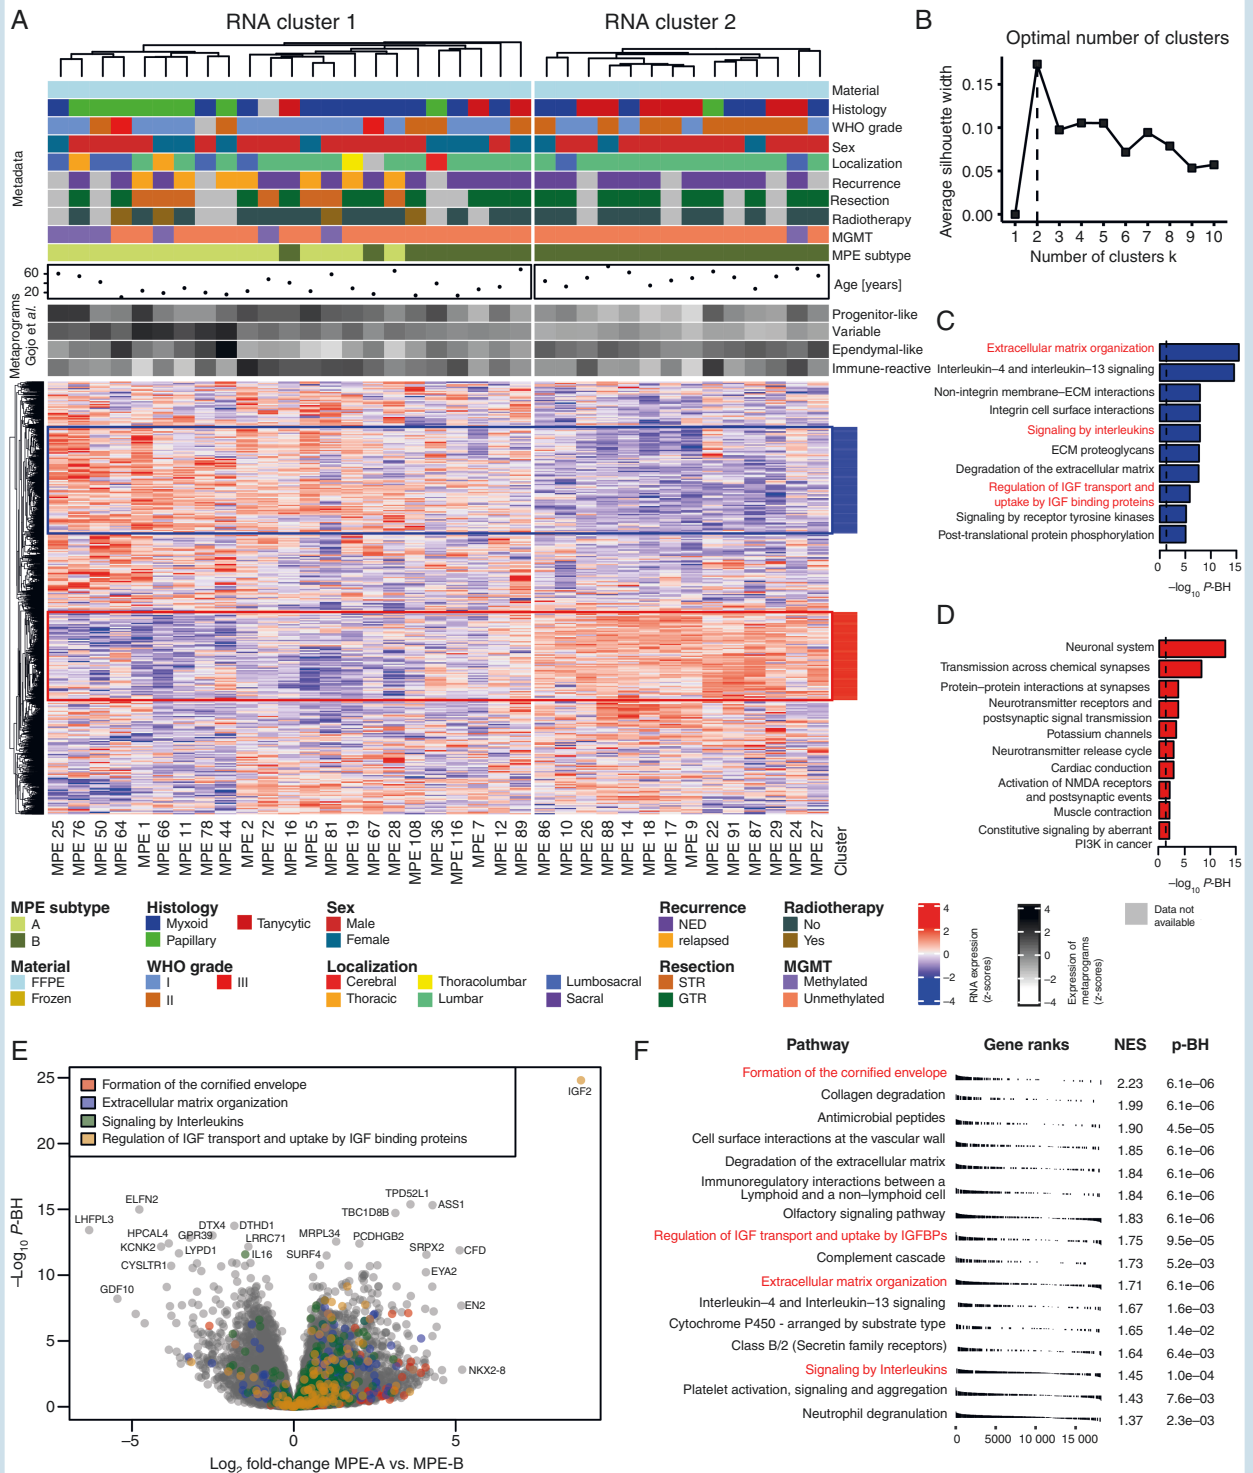 A
RNA cluster 1
RNA cluster 2
Metadata
Material
Histology
WHO grade
Sex
Localization
Recurrence
Resection
Radiotherapy
MGMT
MPE subtype
60
40
20
Age [years]
Metaprograms
Gojo et al.
Progenitor-like
Variable
Ependymal-like
Immune-reactive
MPE 25
MPE 76
MPE 50
MPE 64
MPE 1
MPE 66
MPE 11
MPE 78
MPE 44
MPE 2
MPE 72
MPE 16
MPE 5
MPE 81
MPE 19
MPE 67
MPE 28
MPE 108
MPE 36
MPE 116
MPE 7
MPE 12
MPE 89
MPE 86
MPE 10
MPE 26
MPE 88
MPE 14
MPE 18
MPE 17
MPE 9
MPE 22
MPE 91
MPE 87
MPE 29
MPE 24
MPE 27
Cluster
MPE subtype
A
B
Material
FFPE
Frozen
Histology
Myxoid
Papillary
Tanycytic
WHO grade
I
II
III
Sex
Male
Female
Localization
Cerebral
Thoracic
Thoracolumbar
Lumbar
Lumbosacral
Sacral
Recurrence
NED
relapsed
Resection
STR
GTR
Radiotherapy
No
Yes
MGMT
Methylated
Unmethylated
4
2
0
−2
−4
RNA expression
(z-scores)
4
2
0
−2
−4
Expression of
metaprograms
(z-scores)
Data not
available
B
Optimal number of clusters
Average silhouette width
0.15
0.10
0.05
0.00
1 2 3 4 5 6 7 8 9 10
Number of clusters k
C
Extracellular matrix organization
Interleukin–4 and interleukin–13 signaling
Non-integrin membrane–ECM interactions
Integrin cell surface interactions
Signaling by interleukins
ECM proteoglycans
Degradation of the extracellular matrix
Regulation of IGF transport and
uptake by IGF binding proteins
Signaling by receptor tyrosine kinases
Post-translational protein phosphorylation
0 5 10 15
−log10 P-BH
D
Neuronal system
Transmission across chemical synapses
Protein–protein interactions at synapses
Neurotransmitter receptors and
postsynaptic signal transmission
Potassium channels
Neurotransmitter release cycle
Cardiac conduction
Activation of NMDA receptors
and postsynaptic events
Muscle contraction
Constitutive signaling by aberrant
PI3K in cancer
0 5 10 15
−log10 P-BH
E
Formation of the cornified envelope
Extracellular matrix organization
Signaling by Interleukins
Regulation of IGF transport and uptake by IGF binding proteins
25
20
15
10
5
0
−Log10 P-BH
IGF2
ELFN2
LHFPL3
HPCAL4
KCNK2
GPR39
DTX4
DTHD1
LRRC71
LYPD1
IL16
CYSLTR1
GDF10
TPD52L1
TBC1D8B
ASS1
MRPL34
PCDHGB2
SURF4
SRPX2
CFD
EYA2
EN2
NKX2-8
−5 0 5
Log2 fold-change MPE-A vs. MPE-B
F
Pathway Gene ranks NES p-BH
Formation of the cornified envelope 2.23 6.1e−06
Collagen degradation 1.99 6.1e−06
Antimicrobial peptides 1.90 4.5e−05
Cell surface interactions at the vascular wall 1.85 6.1e−06
Degradation of the extracellular matrix 1.84 6.1e−06
Immunoregulatory interactions between a
Lymphoid and a non–lymphoid cell 1.84 6.1e−06
Olfactory signaling pathway 1.83 6.1e−06
Regulation of IGF transport and uptake by IGFBPs 1.75 9.5e−05
Complement cascade 1.73 5.2e−03
Extracellular matrix organization 1.71 6.1e−06
Interleukin–4 and Interleukin–13 signaling 1.67 1.6e−03
Cytochrome P450 - arranged by substrate type 1.65 1.4e−02
Class B/2 (Secretin family receptors) 1.64 6.4e−03
Signaling by Interleukins 1.45 1.0e−04
Platelet activation, signaling and aggregation 1.43 7.6e−03
Neutrophil degranulation 1.37 2.3e−03
0 5000 10 000 15 000